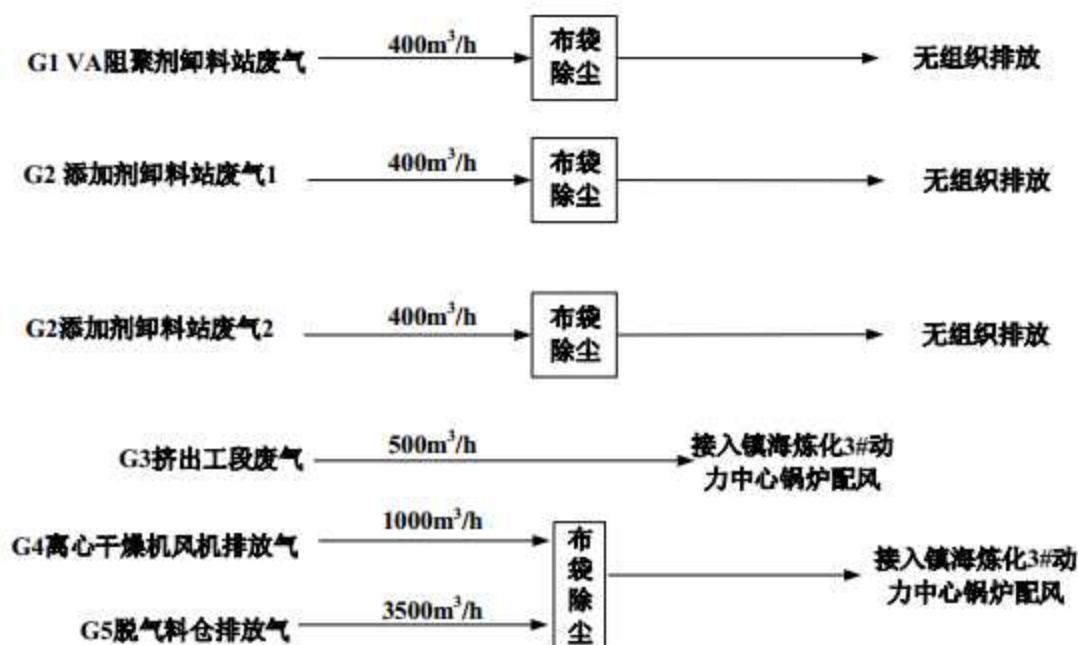 G1 VA阻聚剂卸料站废气
400m³/h
布袋
除尘
无组织排放
G2 添加剂卸料站废气1
400m³/h
布袋
除尘
无组织排放
G2添加剂卸料站废气2
400m³/h
布袋
除尘
无组织排放
G3挤出工段废气
500m³/h
接入镇海炼化3#动
力中心锅炉配风
G4离心干燥机风机排放气
1000m³/h
G5脱气料仓排放气
3500m³/h
布
袋
除
尘
接入镇海炼化3#动
力中心锅炉配风